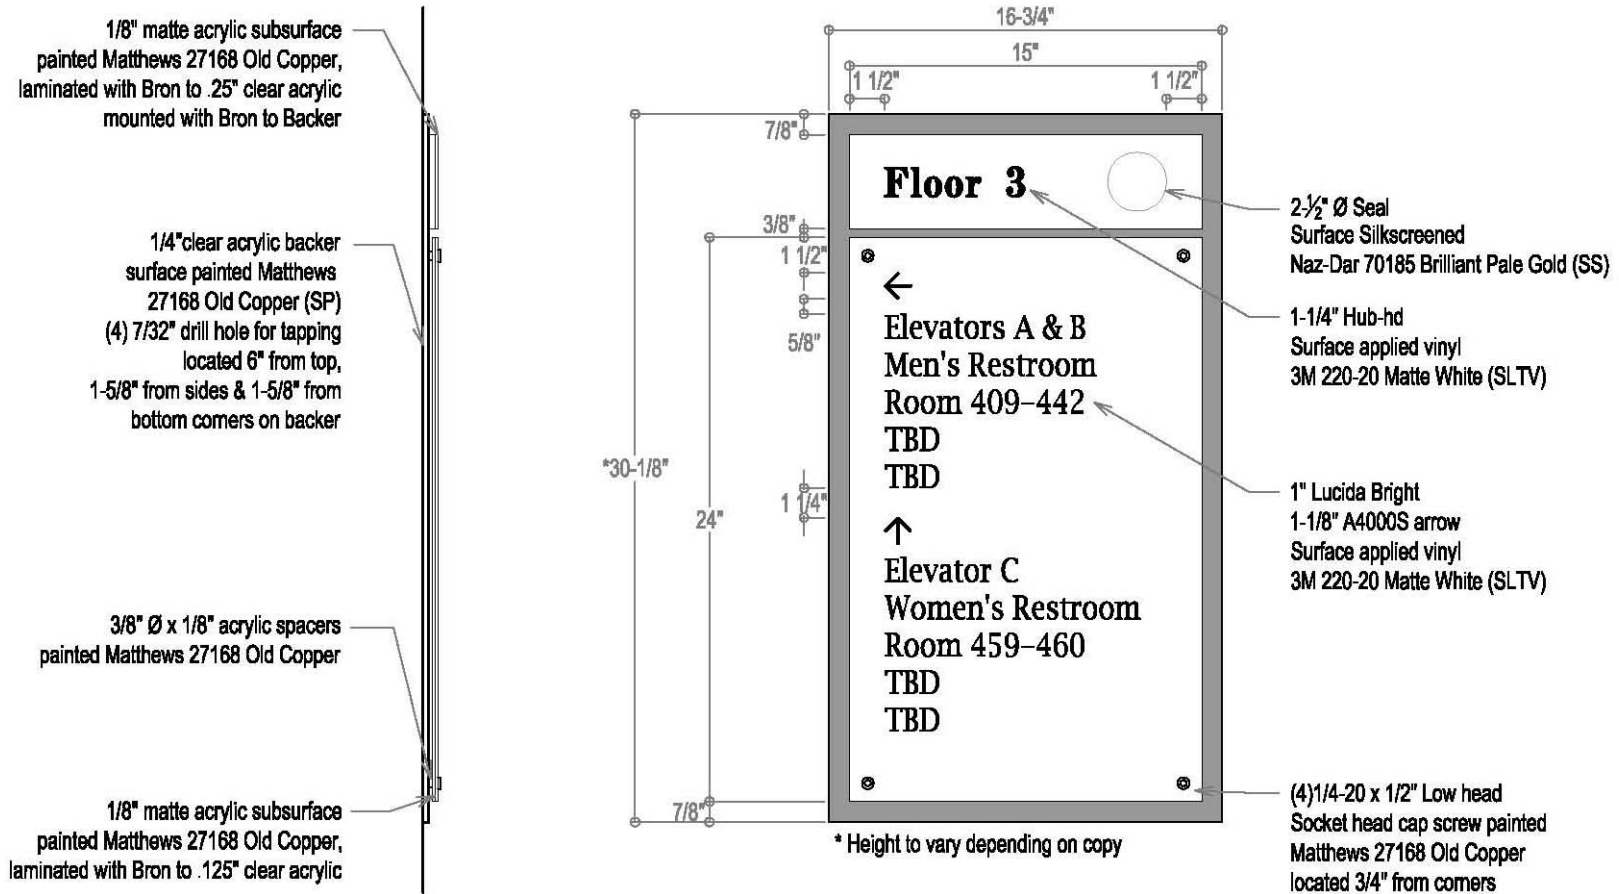 1/8" matte acrylic subsurface
painted Matthews 27168 Old Copper,
laminated with Bron to .25" clear acrylic
mounted with Bron to Backer
1/4"clear acrylic backer
surface painted Matthews
27168 Old Copper (SP)
(4) 7/32" drill hole for tapping
located 6" from top,
1-5/8" from sides & 1-5/8" from
bottom corners on backer
3/8" Ø x 1/8" acrylic spacers
painted Matthews 27168 Old Copper
1/8" matte acrylic subsurface
painted Matthews 27168 Old Copper,
laminated with Bron to .125" clear acrylic
16-3/4"
15"
1 1/2"
1 1/2"
7/8"
3/8"
1 1/2"
5/8"
*30-1/8"
24"
1 1/4"
7/8"
Floor 3
←
Elevators A & B
Men's Restroom
Room 409–442
TBD
TBD
↑
Elevator C
Women's Restroom
Room 459–460
TBD
TBD
* Height to vary depending on copy
2-½" Ø Seal
Surface Silkscreened
Naz-Dar 70185 Brilliant Pale Gold (SS)
1-1/4" Hub-hd
Surface applied vinyl
3M 220-20 Matte White (SLTV)
1" Lucida Bright
1-1/8" A4000S arrow
Surface applied vinyl
3M 220-20 Matte White (SLTV)
(4)1/4-20 x 1/2" Low head
Socket head cap screw painted
Matthews 27168 Old Copper
located 3/4" from corners